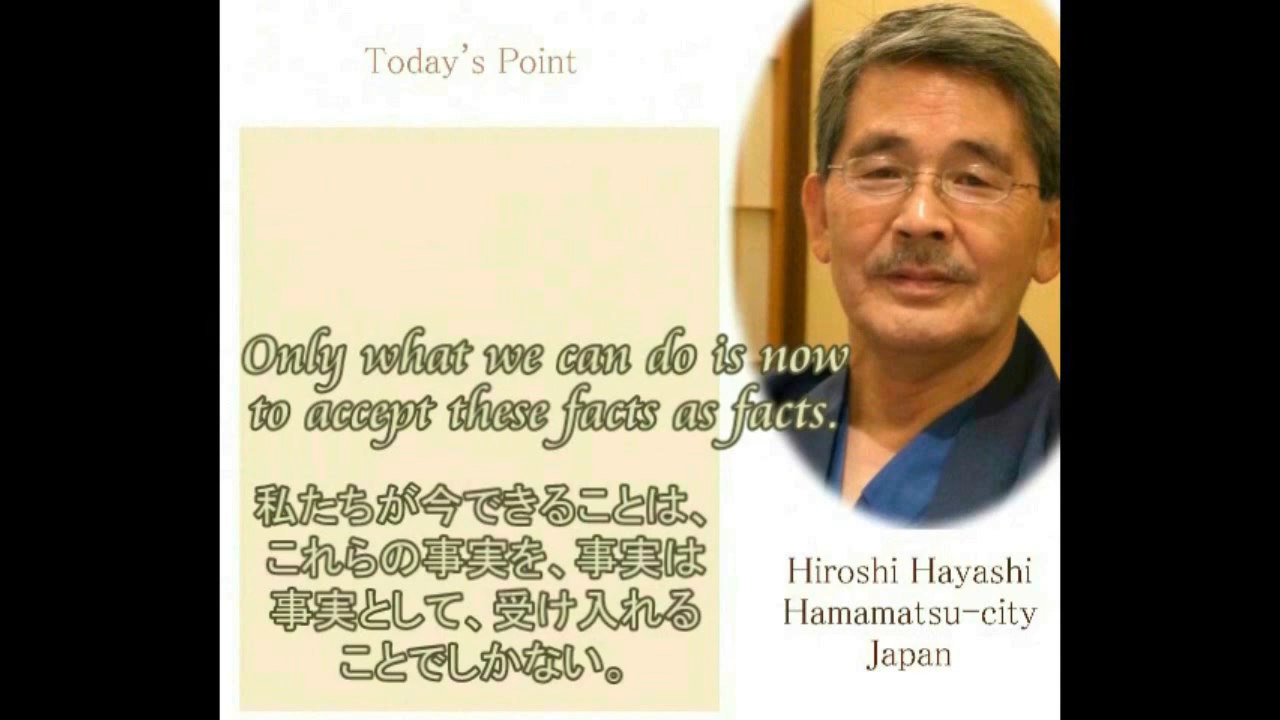 Today's Point
Only what we can do is now
to accept these facts as facts.
私たちが今できることは、
これらの事実を、事実は
事実として、受け入れる
ことでしかない。
Hiroshi Hayashi
Hamamatsu-city
Japan